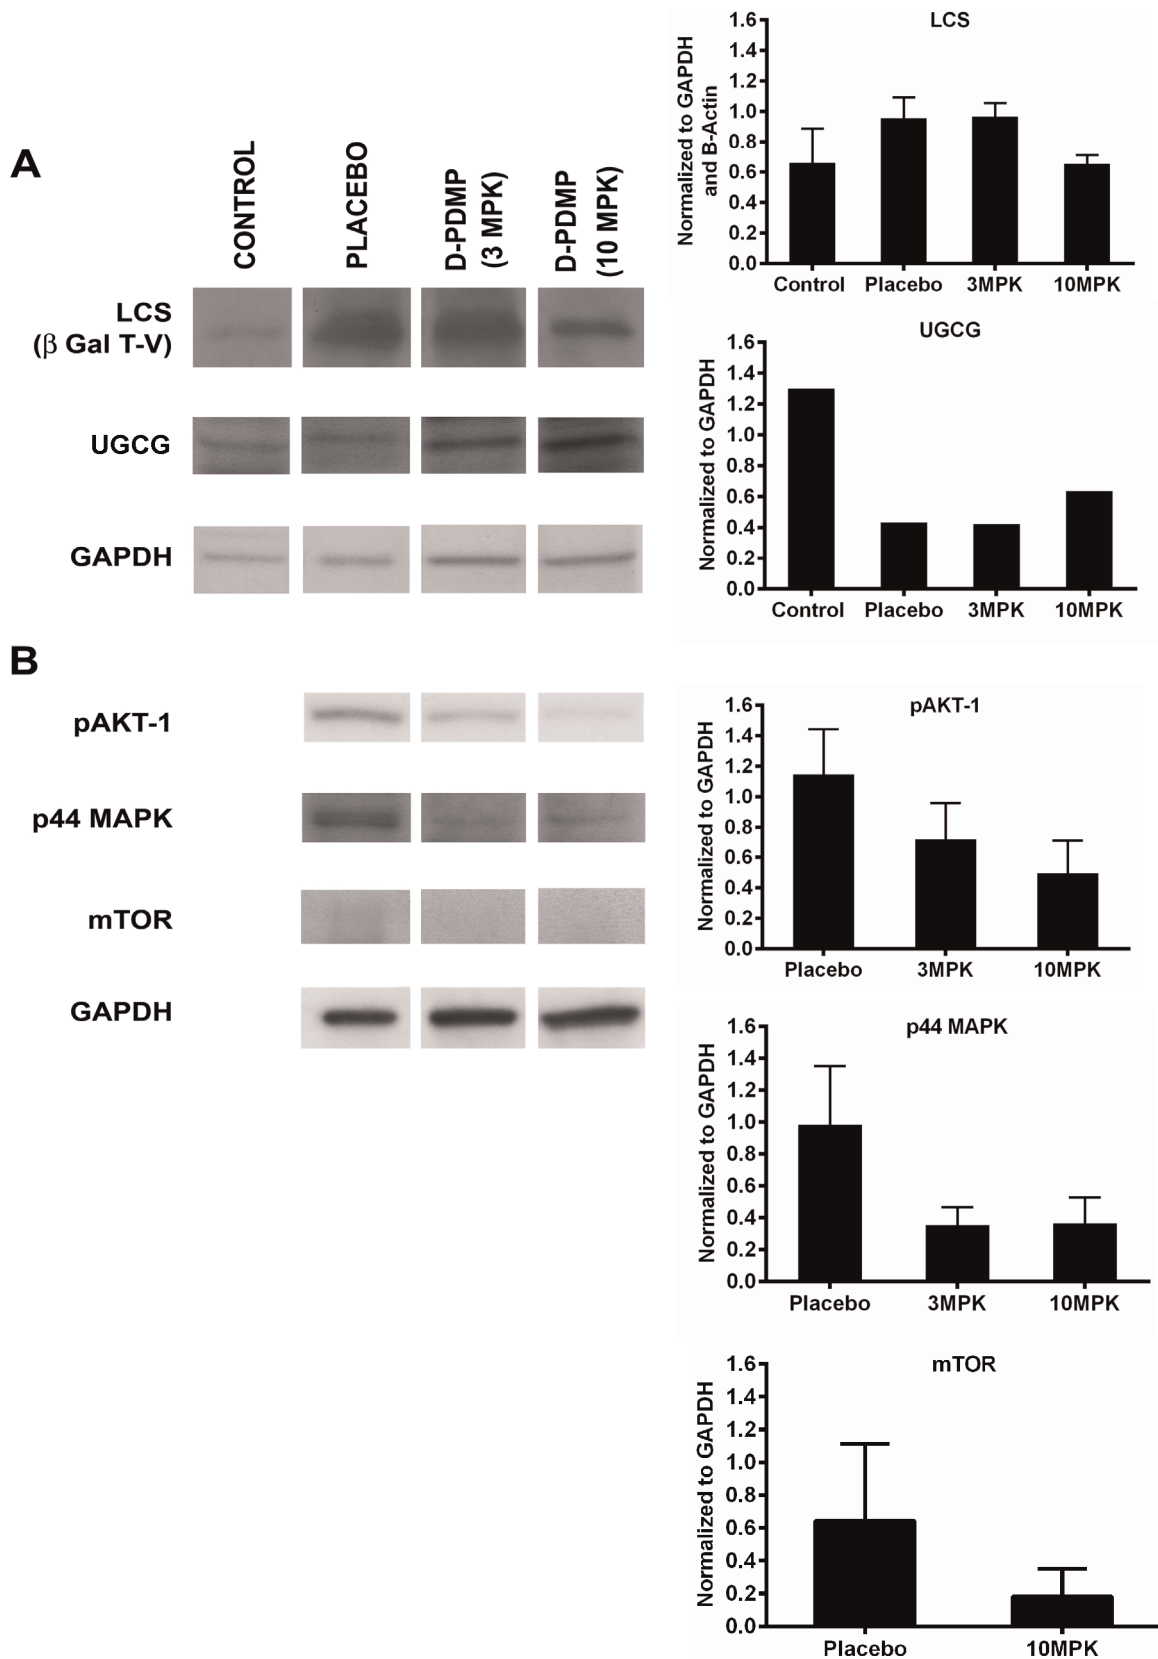 A
CONTROL
PLACEBO
D-PDMP
(3 MPK)
D-PDMP
(10 MPK)
LCS
(β Gal T-V)
UGCG
GAPDH
LCS
Normalized to GAPDH
and B-Actin
1.6
1.4
1.2
1.0
0.8
0.6
0.4
0.2
0.0
Control Placebo 3MPK 10MPK
UGCG
Normalized to GAPDH
1.6
1.4
1.2
1.0
0.8
0.6
0.4
0.2
0.0
Control Placebo 3MPK 10MPK
B
pAKT-1
p44 MAPK
mTOR
GAPDH
pAKT-1
Normalized to GAPDH
1.6
1.4
1.2
1.0
0.8
0.6
0.4
0.2
0.0
Placebo 3MPK 10MPK
p44 MAPK
Normalized to GAPDH
1.6
1.4
1.2
1.0
0.8
0.6
0.4
0.2
0.0
Placebo 3MPK 10MPK
mTOR
Normalized to GAPDH
1.6
1.4
1.2
1.0
0.8
0.6
0.4
0.2
0.0
Placebo 10MPK